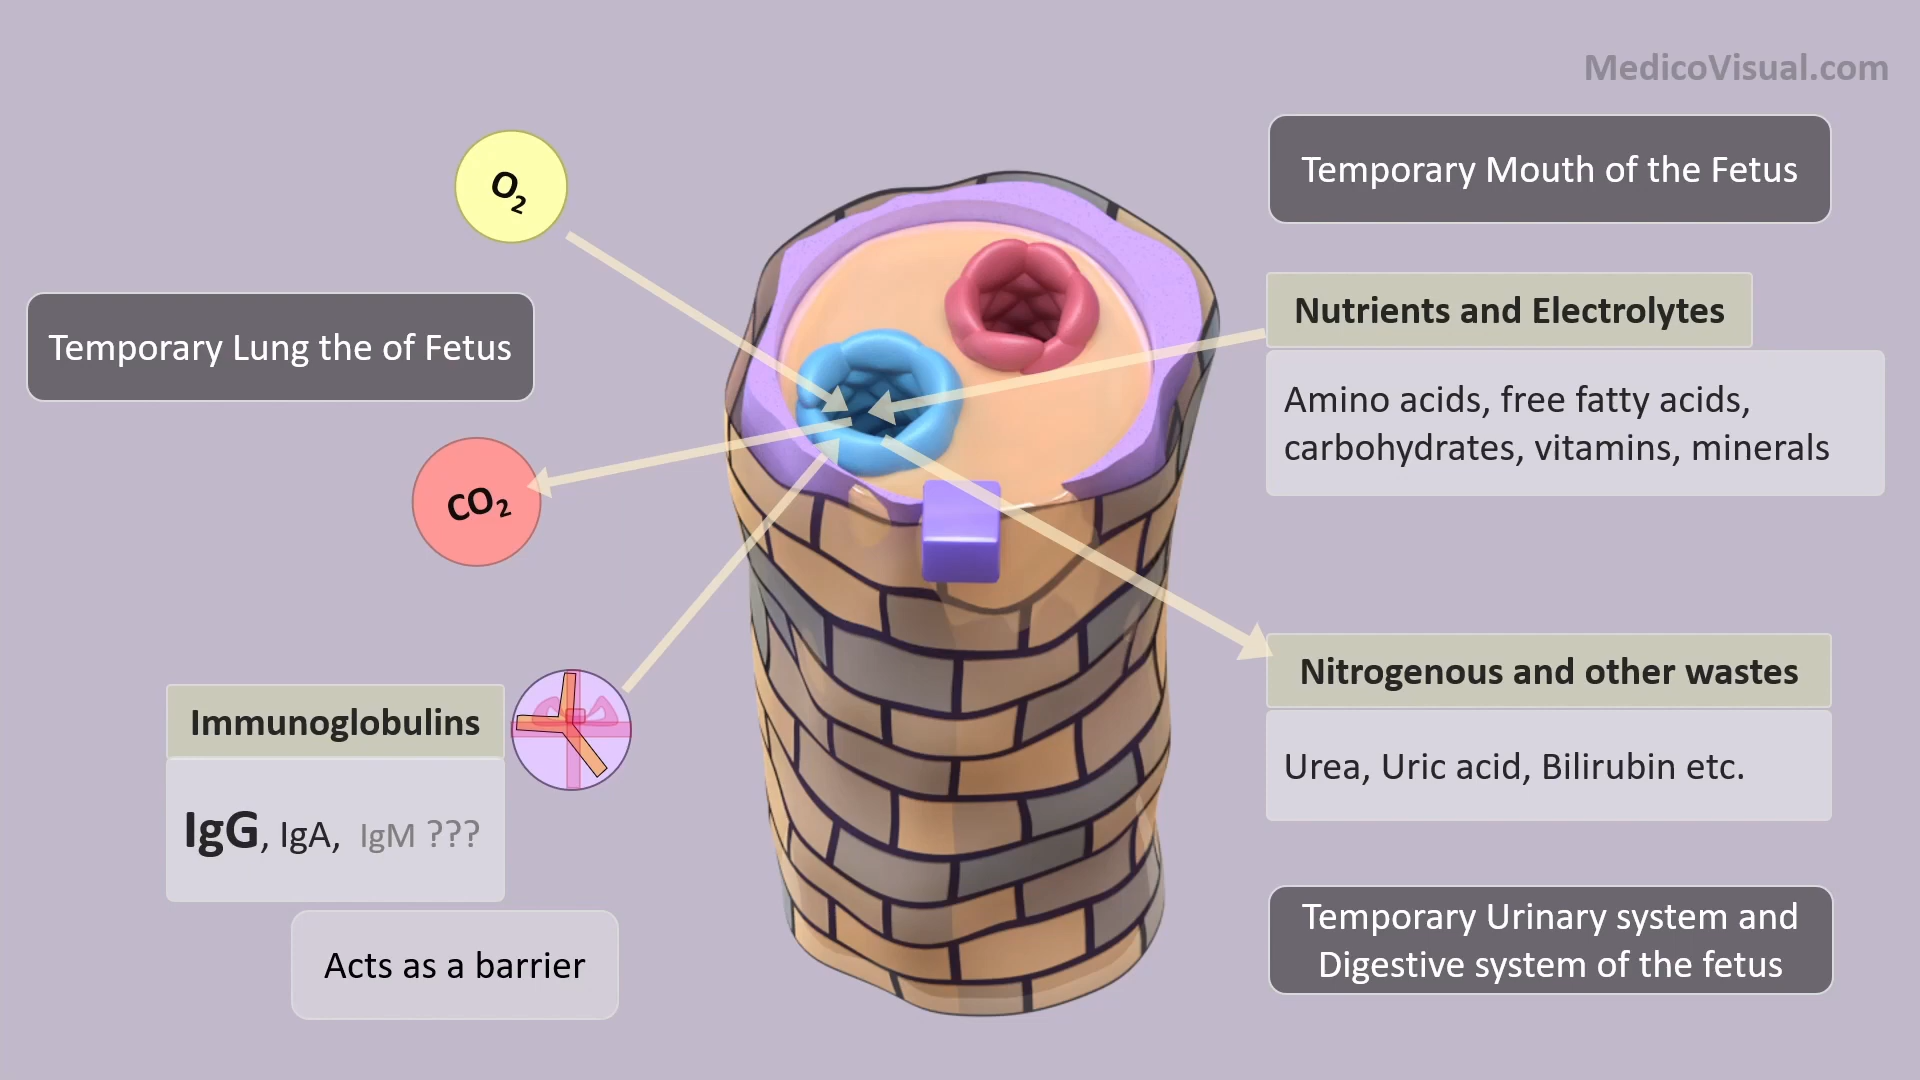 MedicoVisual.com
O₂
Temporary Lung the of Fetus
CO₂
Immunoglobulins
IgG, IgA, IgM ???
Acts as a barrier
Temporary Mouth of the Fetus
Nutrients and Electrolytes
Amino acids, free fatty acids,
carbohydrates, vitamins, minerals
Nitrogenous and other wastes
Urea, Uric acid, Bilirubin etc.
Temporary Urinary system and
Digestive system of the fetus